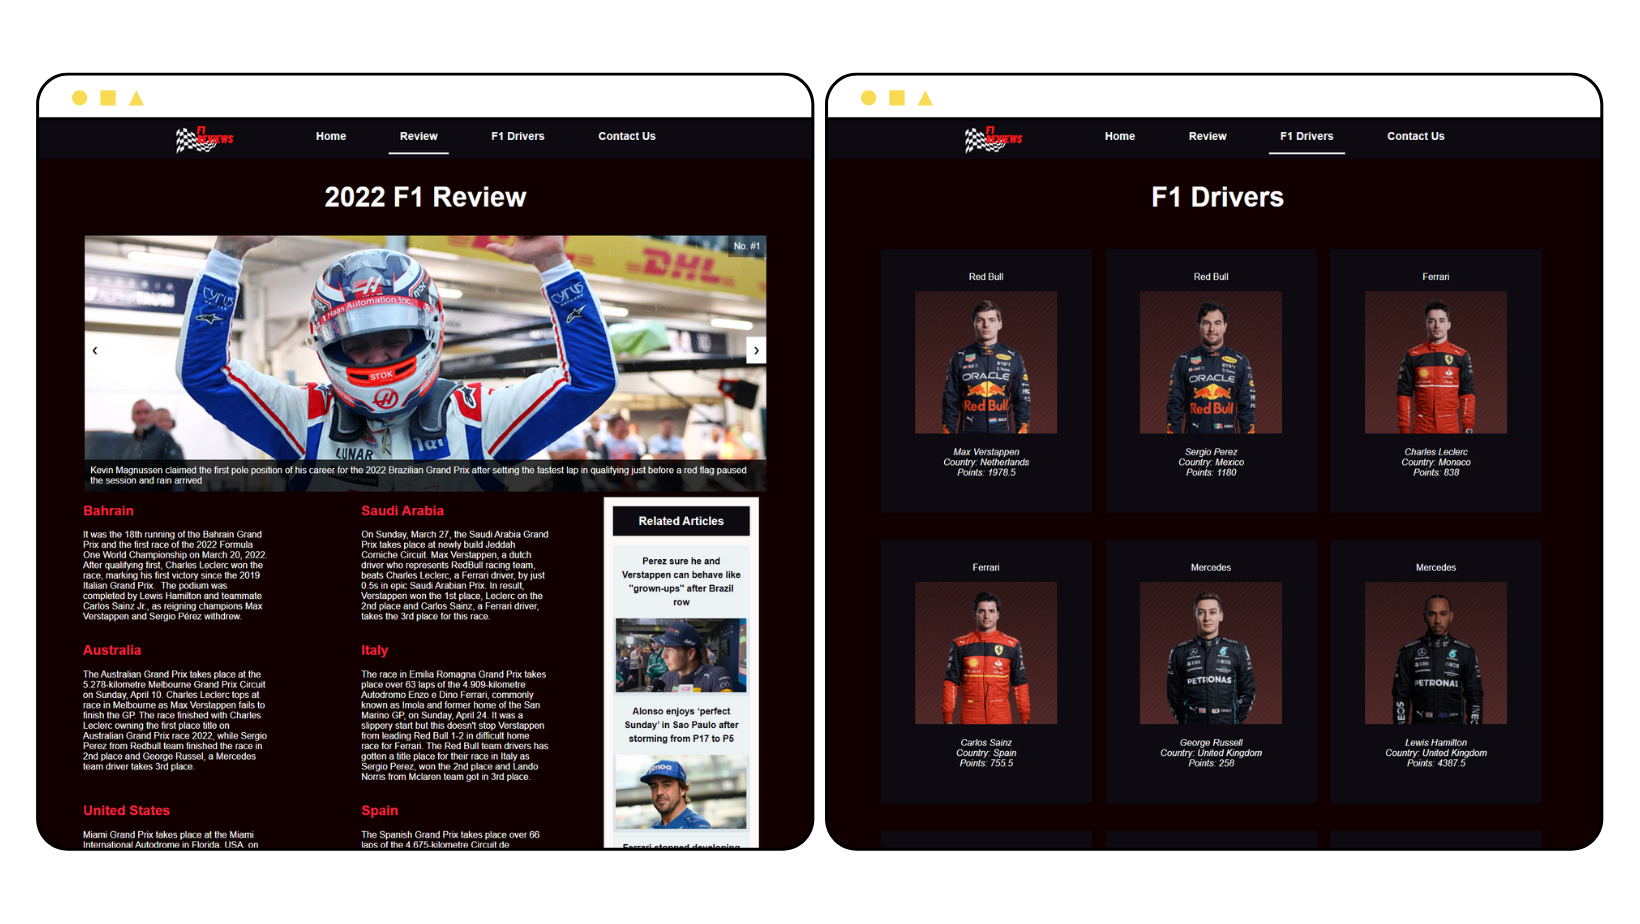 F1
REVIEWS
Home
Review
F1 Drivers
Contact Us
2022 F1 Review
No. #1
DHL
Haas Automation Inc.
STOK
LUNAR
1&1
‹
›
Kevin Magnussen claimed the first pole position of his career for the 2022 Brazilian Grand Prix after setting the fastest lap in qualifying just before a red flag paused
the session and rain arrived
Bahrain
It was the 18th running of the Bahrain Grand
Prix and the first race of the 2022 Formula
One World Championship on March 20, 2022.
After qualifying first, Charles Leclerc won the
race, marking his first victory since the 2019
Italian Grand Prix. The podium was
completed by Lewis Hamilton and teammate
Carlos Sainz Jr., as reigning champions Max
Verstappen and Sergio Pérez withdrew.
Saudi Arabia
On Sunday, March 27, the Saudi Arabia Grand
Prix takes place at newly build Jeddah
Corniche Circuit. Max Verstappen, a dutch
driver who represents RedBull racing team,
beats Charles Leclerc, a Ferrari driver, by just
0.5s in epic Saudi Arabian Prix. In result,
Verstappen won the 1st place, Leclerc on the
2nd place and Carlos Sainz, a Ferrari driver,
takes the 3rd place for this race.
Australia
The Australian Grand Prix takes place at the
5.278-kilometre Melbourne Grand Prix Circuit
on Sunday, April 10. Charles Leclerc tops at
race in Melbourne as Max Verstappen fails to
finish the GP. The race finished with Charles
Leclerc owning the first place title on
Australian Grand Prix race 2022, while Sergio
Perez from Redbull team finished the race in
2nd place and George Russel, a Mercedes
team driver takes 3rd place.
Italy
The race in Emilia Romagna Grand Prix takes
place over 63 laps of the 4.909-kilometre
Autodromo Enzo e Dino Ferrari, commonly
known as Imola and former home of the San
Marino GP, on Sunday, April 24. It was a
slippery start but this doesn't stop Verstappen
from leading Red Bull 1-2 in difficult home
race for Ferrari. The Red Bull team drivers has
gotten a title place for their race in Italy as
Sergio Perez, won the 2nd place and Lando
Norris from Mclaren team got in 3rd place.
United States
Miami Grand Prix takes place at the Miami
International Autodrome in Florida, USA, on
Spain
The Spanish Grand Prix takes place over 66
laps of the 4.675-kilometre Circuit de
Related Articles
Perez sure he and
Verstappen can behave like
"grown-ups" after Brazil
row
Alonso enjoys 'perfect
Sunday' in Sao Paulo after
storming from P17 to P5
Ferrari stopped developing
F1
REVIEWS
Home
Review
F1 Drivers
Contact Us
F1 Drivers
Red Bull
ORACLE
Red Bull
Max Verstappen
Country: Netherlands
Points: 1978.5
Red Bull
ORACLE
Red Bull
Sergio Perez
Country: Mexico
Points: 1180
Ferrari
Charles Leclerc
Country: Monaco
Points: 838
Ferrari
Carlos Sainz
Country: Spain
Points: 755.5
Mercedes
PETRONAS
George Russell
Country: United Kingdom
Points: 258
Mercedes
PETRONAS
INEOS
Lewis Hamilton
Country: United Kingdom
Points: 4387.5